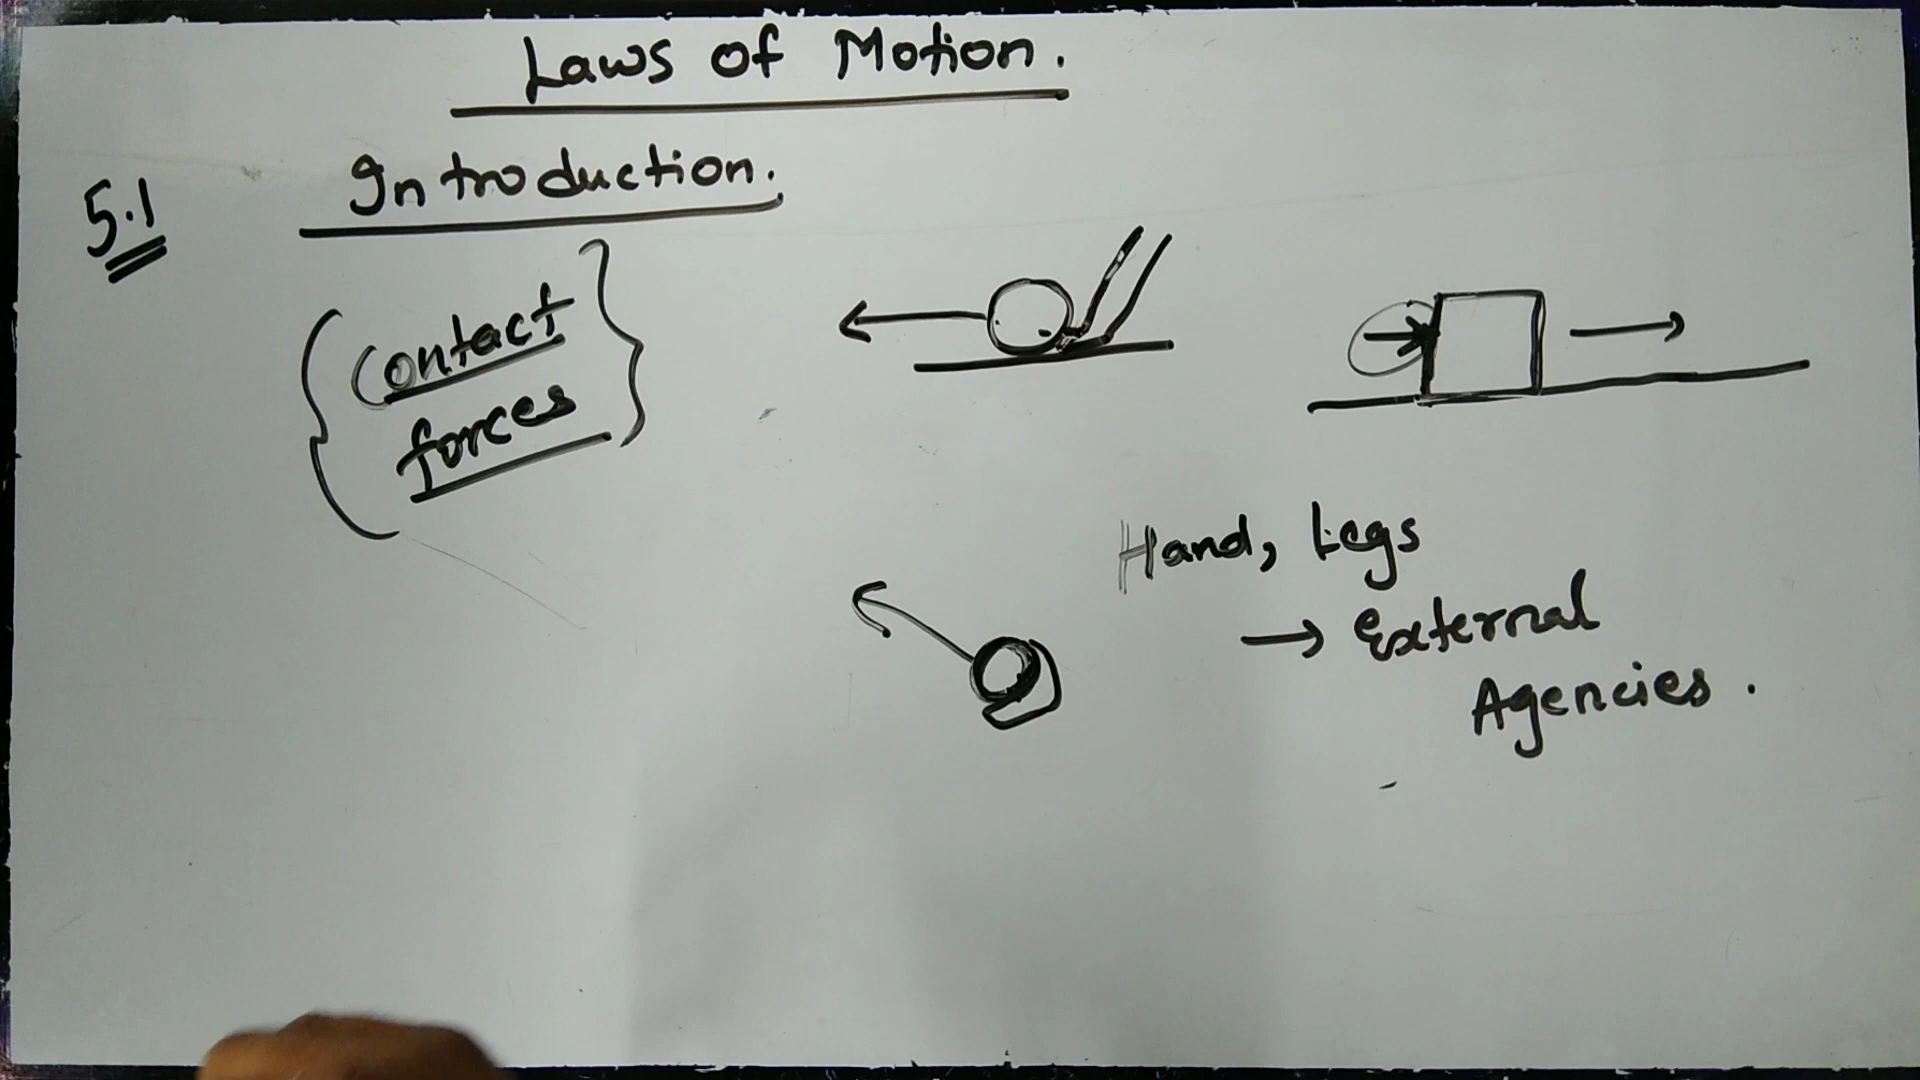 Laws of Motion.
5.1 Introduction.
Contact
forces
Hand, Legs
→ External
Agencies.